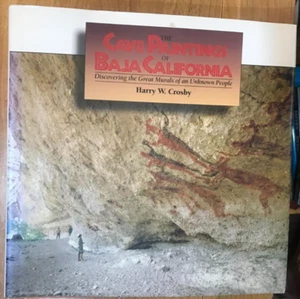 THE
CAVE PAINTINGS
OF
BAJA CALIFORNIA
Discovering the Great Murals of an Unknown People
Harry W. Crosby